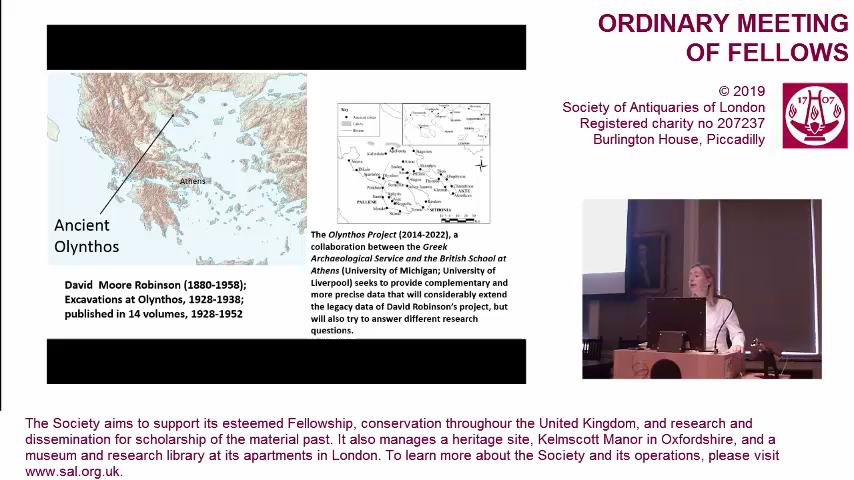 ORDINARY MEETING
OF FELLOWS
© 2019
Society of Antiquaries of London
Registered charity no 207237
Burlington House, Piccadilly
17 07
Athens
Ancient
Olynthos
David Moore Robinson (1880-1958);
Excavations at Olynthos, 1928-1938;
published in 14 volumes, 1928-1952
PALLENE
SITHONIA
AKTE
The Olynthos Project (2014-2022), a
collaboration between the Greek
Archaeological Service and the British School at
Athens (University of Michigan; University of
Liverpool) seeks to provide complementary and
more precise data that will considerably extend
the legacy data of David Robinson's project, but
will also try to answer different research
questions.
The Society aims to support its esteemed Fellowship, conservation throughour the United Kingdom, and research and
dissemination for scholarship of the material past. It also manages a heritage site, Kelmscott Manor in Oxfordshire, and a
museum and research library at its apartments in London. To learn more about the Society and its operations, please visit
www.sal.org.uk.